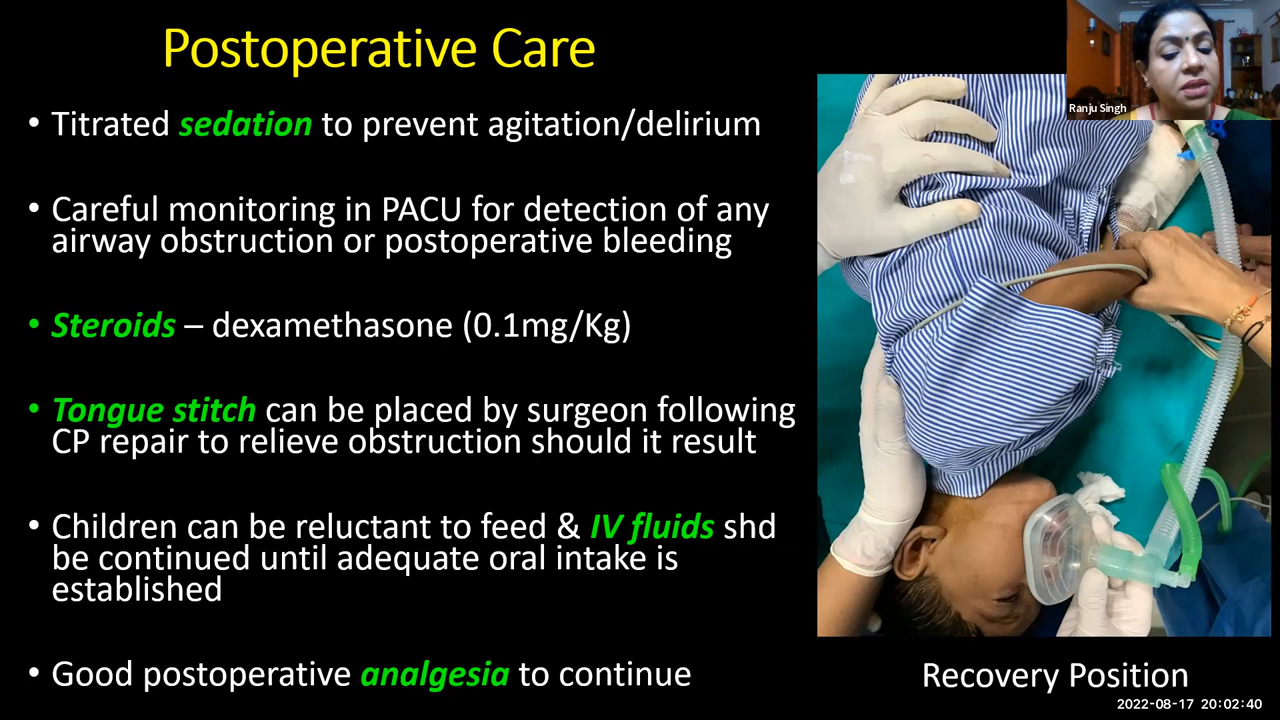 Postoperative Care
Ranju Singh
• Titrated sedation to prevent agitation/delirium
• Careful monitoring in PACU for detection of any
airway obstruction or postoperative bleeding
• Steroids – dexamethasone (0.1mg/Kg)
• Tongue stitch can be placed by surgeon following
CP repair to relieve obstruction should it result
• Children can be reluctant to feed & IV fluids shd
be continued until adequate oral intake is
established
• Good postoperative analgesia to continue
Recovery Position
2022-08-17 20:02:40